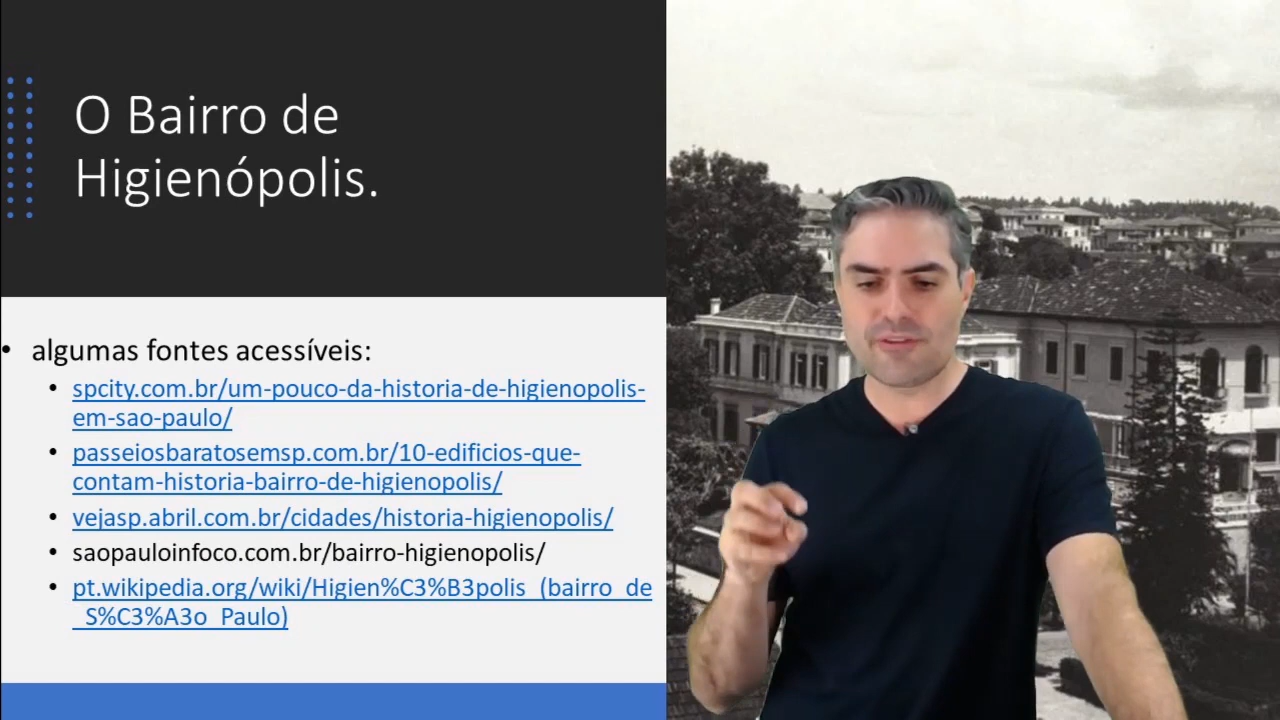 O Bairro de
Higienópolis.
• algumas fontes acessíveis:
• spcity.com.br/um-pouco-da-historia-de-higienopolis-
em-sao-paulo/
• passeiosbaratosemsp.com.br/10-edificios-que-
contam-historia-bairro-de-higienopolis/
• vejasp.abril.com.br/cidades/historia-higienopolis/
• saopauloinfoco.com.br/bairro-higienopolis/
• pt.wikipedia.org/wiki/Higien%C3%B3polis_(bairro_de
_S%C3%A3o_Paulo)